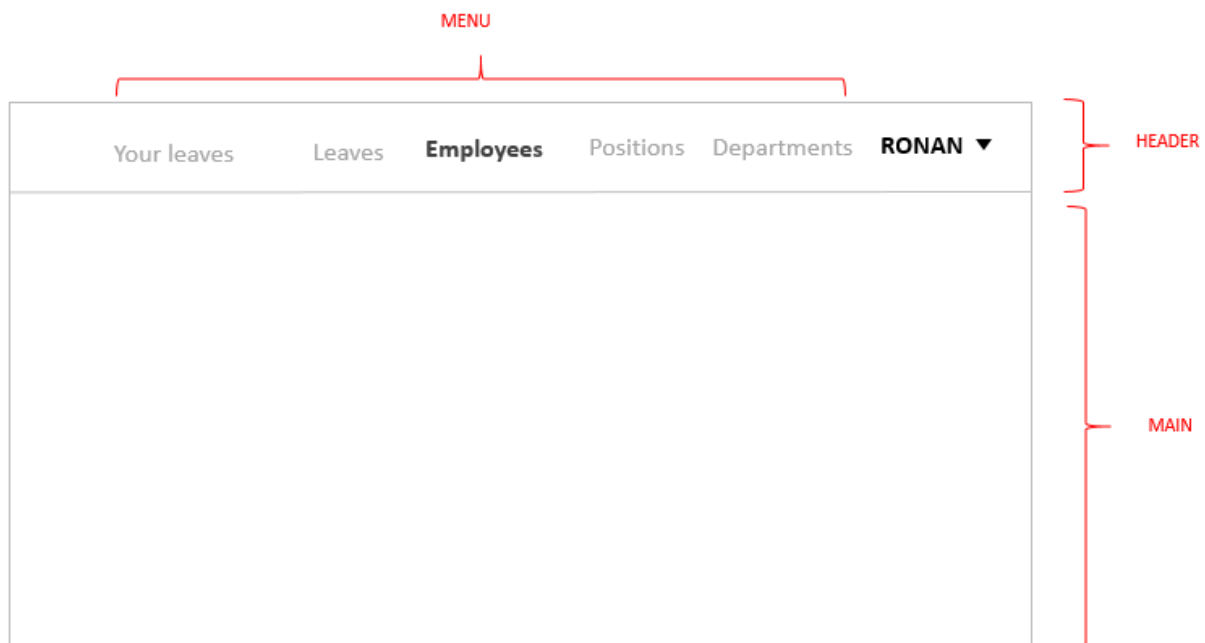 MENU
Your leaves Leaves Employees Positions Departments RONAN ▼
HEADER
MAIN